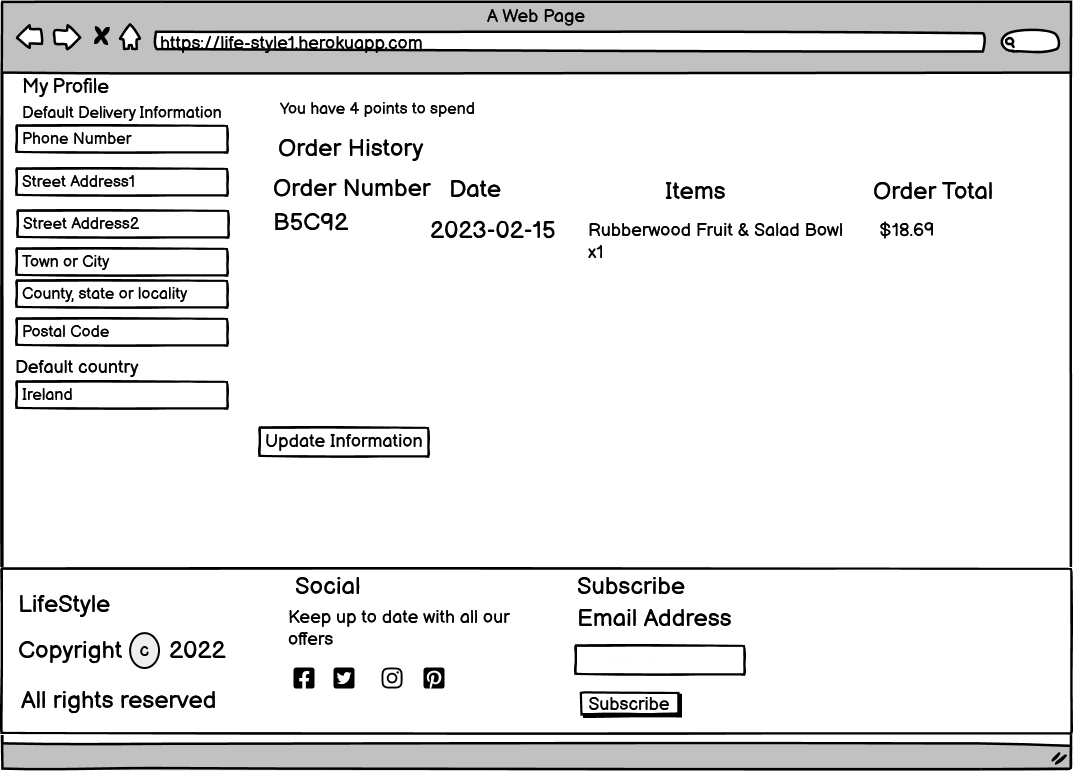 A Web Page
https://life-style1.herokuapp.com
My Profile
Default Delivery Information
Phone Number
Street Address1
Street Address2
Town or City
County, state or locality
Postal Code
Default country
Ireland
You have 4 points to spend
Order History
Order Number Date Items Order Total
B5C92 2023-02-15 Rubberwood Fruit & Salad Bowl $18.69
x1
Update Information
LifeStyle
Copyright c 2022
All rights reserved
Social
Keep up to date with all our
offers
Subscribe
Email Address
Subscribe